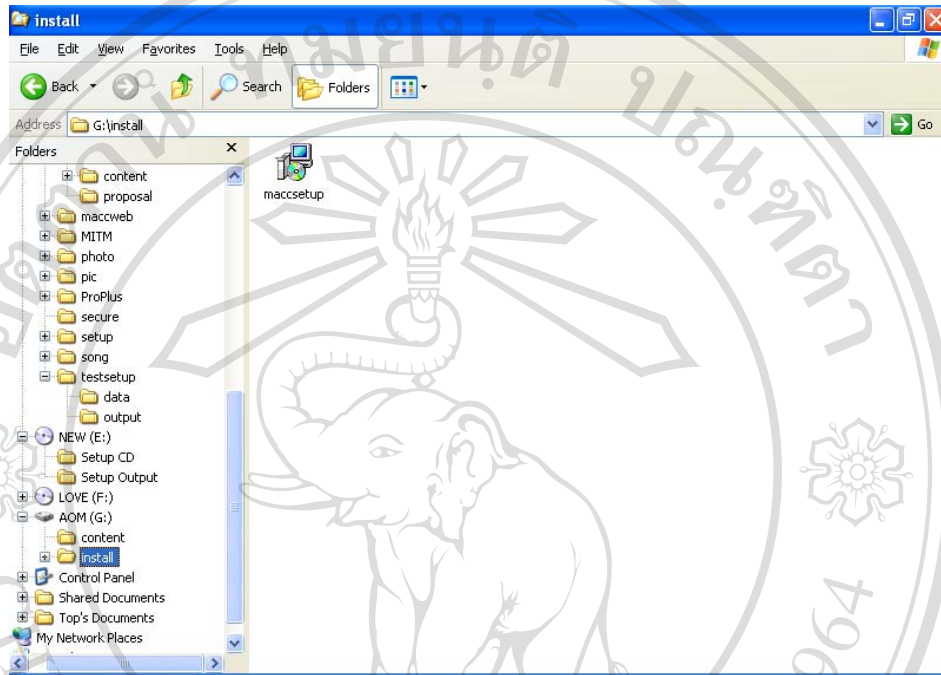 install
File Edit View Favorites Tools Help
Back Search Folders
Address G:\install Go
Folders
maccsetup
content
proposal
maccweb
MITM
photo
pic
ProPlus
secure
setup
song
testsetup
data
output
NEW (E:)
Setup CD
Setup Output
LOVE (F:)
AOM (G:)
content
install
Control Panel
Shared Documents
Top's Documents
My Network Places
964